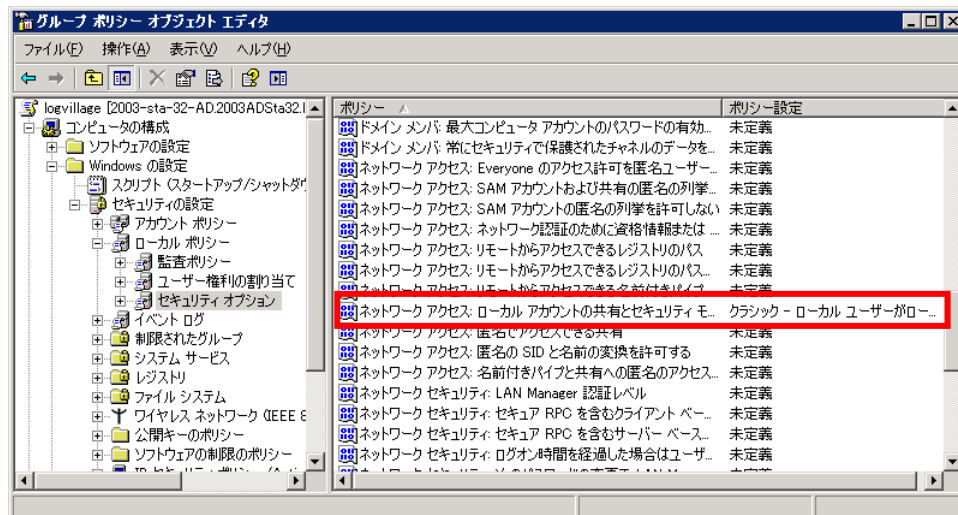 グループ ポリシー オブジェクト エディタ
ファイル(F) 操作(A) 表示(V) ヘルプ(H)
logvillage [2003-sta-32-AD.2003ADSta32.l
コンピュータの構成
ソフトウェアの設定
Windows の設定
スクリプト (スタートアップ/シャットダウ
セキュリティの設定
アカウント ポリシー
ローカル ポリシー
監査ポリシー
ユーザー権利の割り当て
セキュリティ オプション
イベント ログ
制限されたグループ
システム サービス
レジストリ
ファイル システム
ワイヤレス ネットワーク (IEEE 8
公開キーのポリシー
ソフトウェアの制限のポリシー
ポリシー ポリシー設定
ドメイン メンバ: 最大コンピュータ アカウントのパスワードの有効... 未定義
ドメイン メンバ: 常にセキュリティで保護されたチャネルのデータを... 未定義
ネットワーク アクセス: Everyone のアクセス許可を匿名ユーザー... 未定義
ネットワーク アクセス: SAM アカウントおよび共有の匿名の列挙... 未定義
ネットワーク アクセス: SAM アカウントの匿名の列挙を許可しない 未定義
ネットワーク アクセス: ネットワーク認証のために資格情報または ... 未定義
ネットワーク アクセス: リモートからアクセスできるレジストリのパス 未定義
ネットワーク アクセス: リモートからアクセスできるレジストリのパス... 未定義
ネットワーク アクセス: リモートからアクセスできる名前付きパイプ 未定義
ネットワーク アクセス: ローカル アカウントの共有とセキュリティ モ... クラシック - ローカル ユーザーがロー...
ネットワーク アクセス: 匿名でアクセスできる共有 未定義
ネットワーク アクセス: 匿名の SID と名前の変換を許可する 未定義
ネットワーク アクセス: 名前付きパイプと共有への匿名のアクセス... 未定義
ネットワーク セキュリティ: LAN Manager 認証レベル 未定義
ネットワーク セキュリティ: セキュア RPC を含むクライアント ベー... 未定義
ネットワーク セキュリティ: セキュア RPC を含むサーバー ベース... 未定義
ネットワーク セキュリティ: ログオン時間を経過した場合はユーザ... 未定義